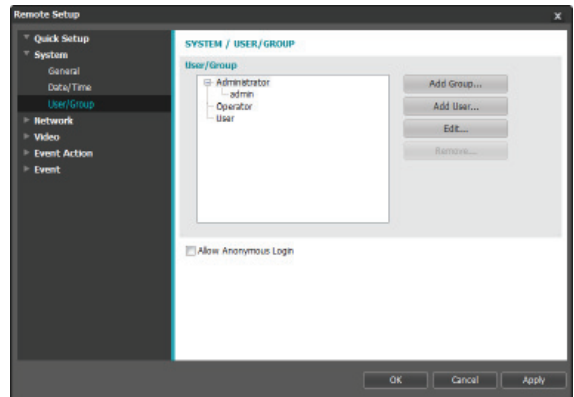 Remote Setup
x
Quick Setup
System
General
Date/Time
User/Group
Network
Video
Event Action
Event
SYSTEM / USER/GROUP
User/Group
Administrator
admin
Operator
User
Add Group...
Add User...
Edit...
Remove...
Allow Anonymous Login
OK
Cancel
Apply